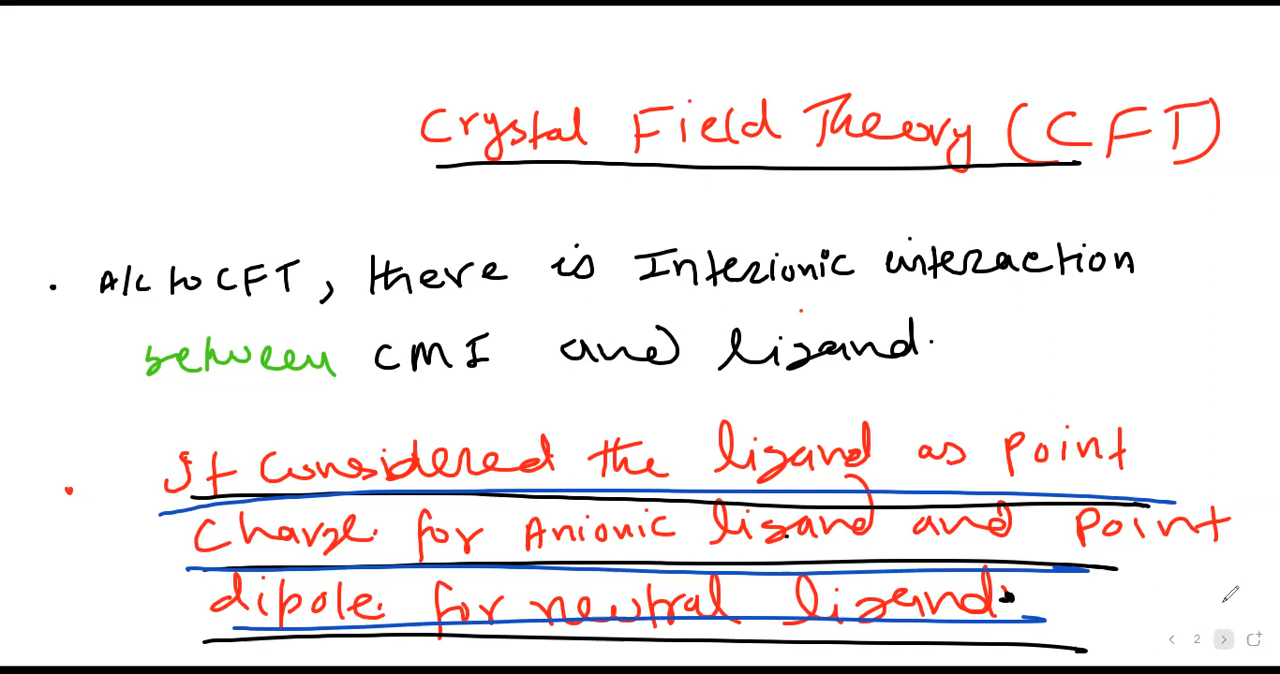 Crystal Field Theory (CFT)
. A/c to CFT, there is Interionic interaction
between CMI and ligand.
. It considered the ligand as point
charge for Anionic ligand and point
dipole for neutral ligand.
2